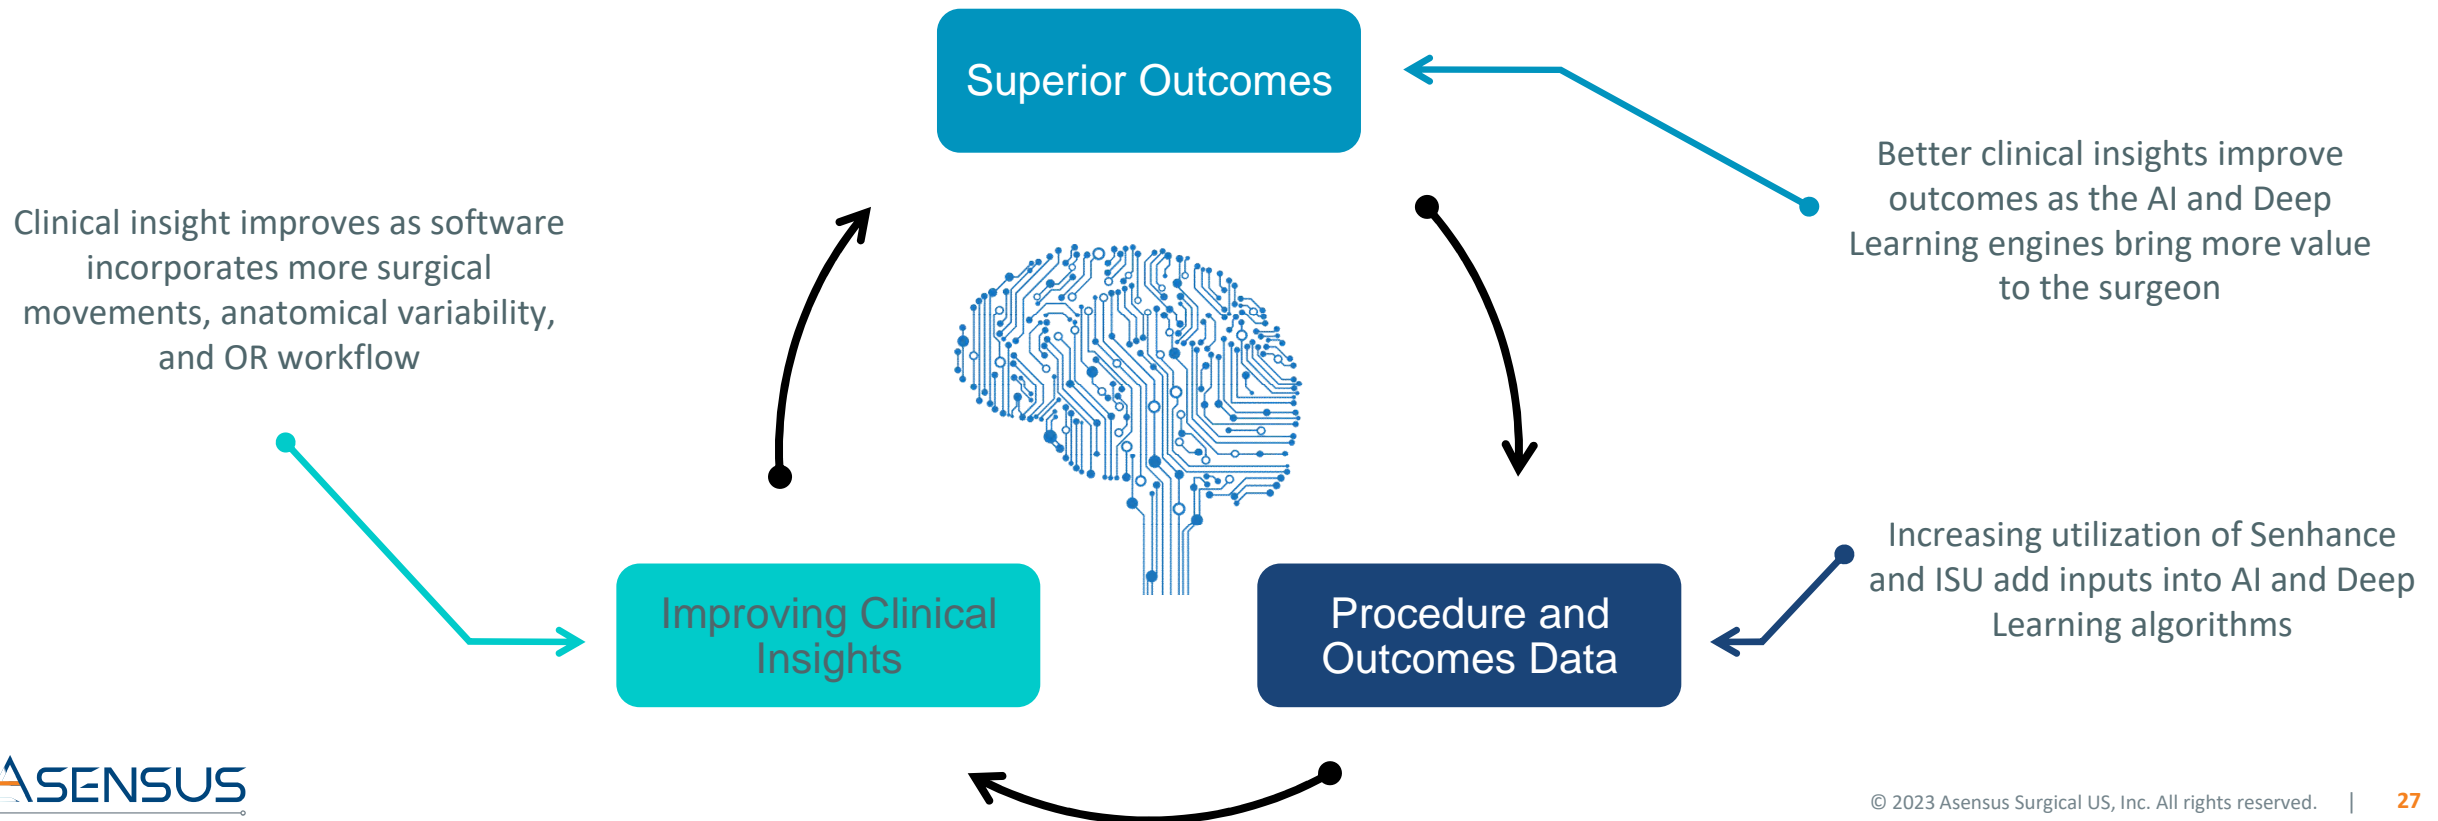 Superior Outcomes
Clinical insight improves as software
incorporates more surgical
movements, anatomical variability,
and OR workflow
Better clinical insights improve
outcomes as the AI and Deep
Learning engines bring more value
to the surgeon
Improving Clinical
Insights
Procedure and
Outcomes Data
Increasing utilization of Senhance
and ISU add inputs into AI and Deep
Learning algorithms
ASENSUS
© 2023 Asensus Surgical US, Inc. All rights reserved. | 27